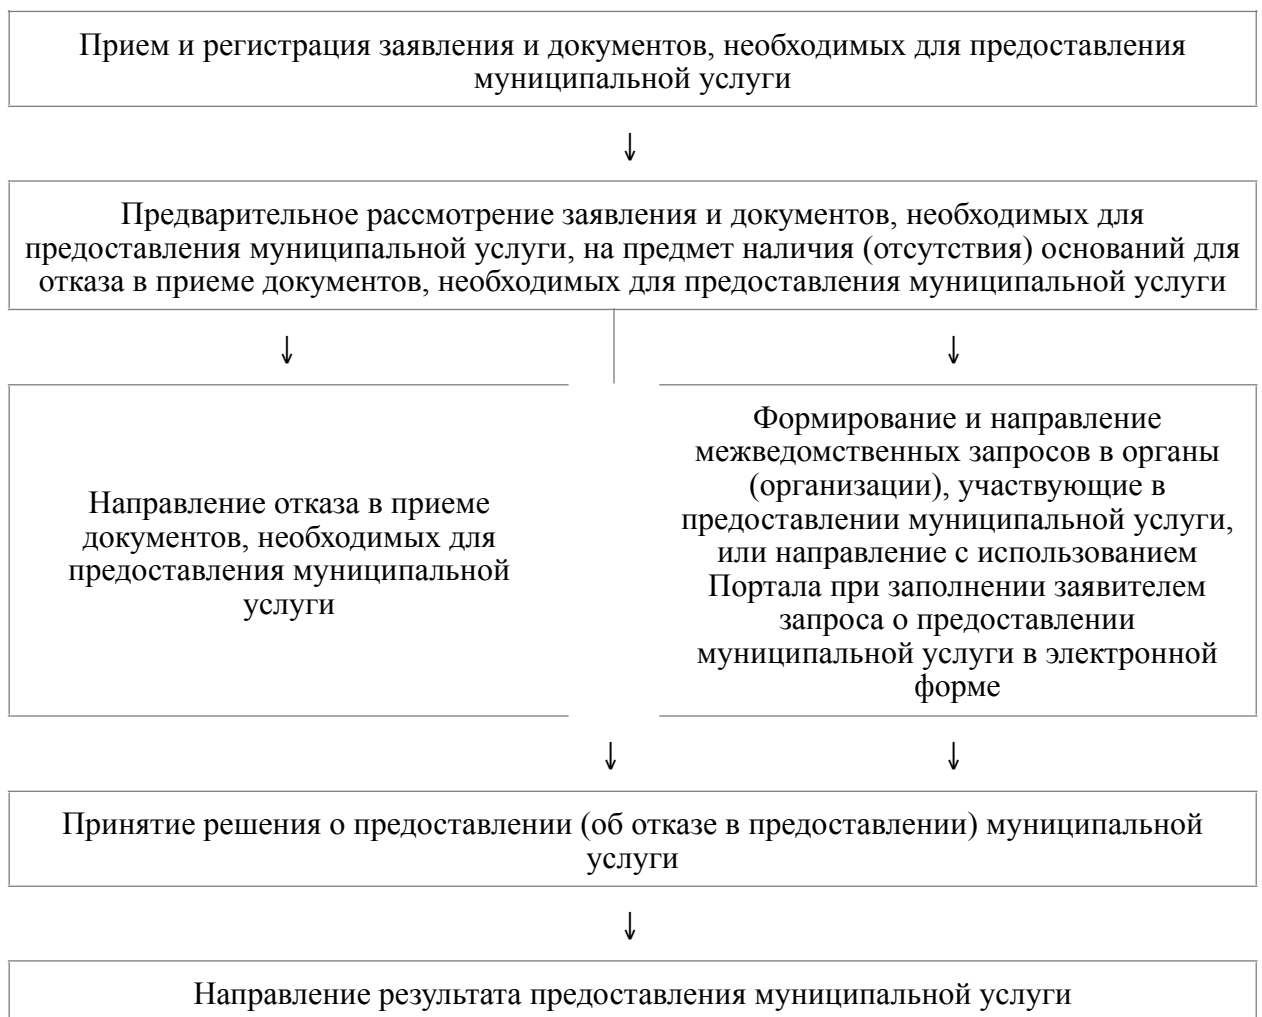 Прием и регистрация заявления и документов, необходимых для предоставления
муниципальной услуги
↓
Предварительное рассмотрение заявления и документов, необходимых для
предоставления муниципальной услуги, на предмет наличия (отсутствия) оснований для
отказа в приеме документов, необходимых для предоставления муниципальной услуги
↓ ↓
Направление отказа в приеме
документов, необходимых для
предоставления муниципальной
услуги
Формирование и направление
межведомственных запросов в органы
(организации), участвующие в
предоставлении муниципальной услуги,
или направление с использованием
Портала при заполнении заявителем
запроса о предоставлении
муниципальной услуги в электронной
форме
↓ ↓
Принятие решения о предоставлении (об отказе в предоставлении) муниципальной
услуги
↓
Направление результата предоставления муниципальной услуги